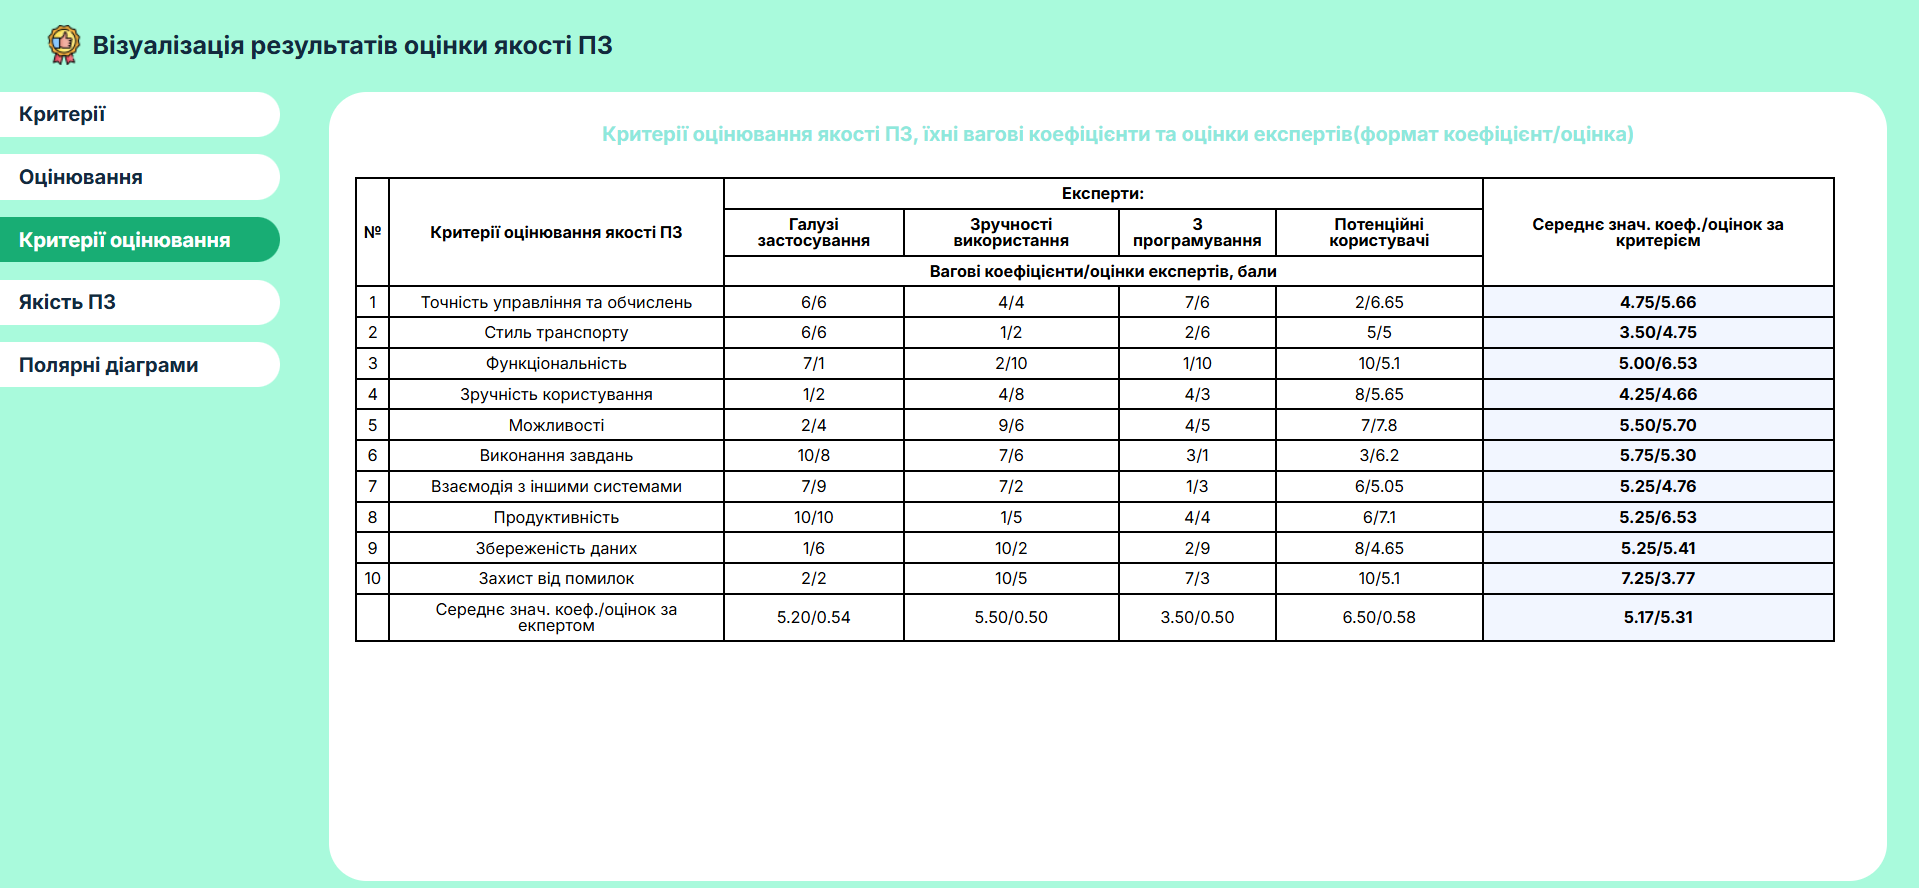 Візуалізація результатів оцінки якості ПЗ
Критерії
Оцінювання
Критерії оцінювання
Якість ПЗ
Полярні діаграми
Критерії оцінювання якості ПЗ, їхні вагові коефіцієнти та оцінки експертів(формат коефіцієнт/оцінка)
№
Критерії оцінювання якості ПЗ
Експерти:
Галузі
застосування
Зручності
використання
З
програмування
Потенційні
користувачі
Вагові коефіцієнти/оцінки експертів, бали
Середнє знач. коеф./оцінок за
критерієм
1 Точність управління та обчислень 6/6 4/4 7/6 2/6.65 4.75/5.66
2 Стиль транспорту 6/6 1/2 2/6 5/5 3.50/4.75
3 Функціональність 7/1 2/10 1/10 10/5.1 5.00/6.53
4 Зручність користування 1/2 4/8 4/3 8/5.65 4.25/4.66
5 Можливості 2/4 9/6 4/5 7/7.8 5.50/5.70
6 Виконання завдань 10/8 7/6 3/1 3/6.2 5.75/5.30
7 Взаємодія з іншими системами 7/9 7/2 1/3 6/5.05 5.25/4.76
8 Продуктивність 10/10 1/5 4/4 6/7.1 5.25/6.53
9 Збереженість даних 1/6 10/2 2/9 8/4.65 5.25/5.41
10 Захист від помилок 2/2 10/5 7/3 10/5.1 7.25/3.77
Середнє знач. коеф./оцінок за
екпертом
5.20/0.54 5.50/0.50 3.50/0.50 6.50/0.58 5.17/5.31